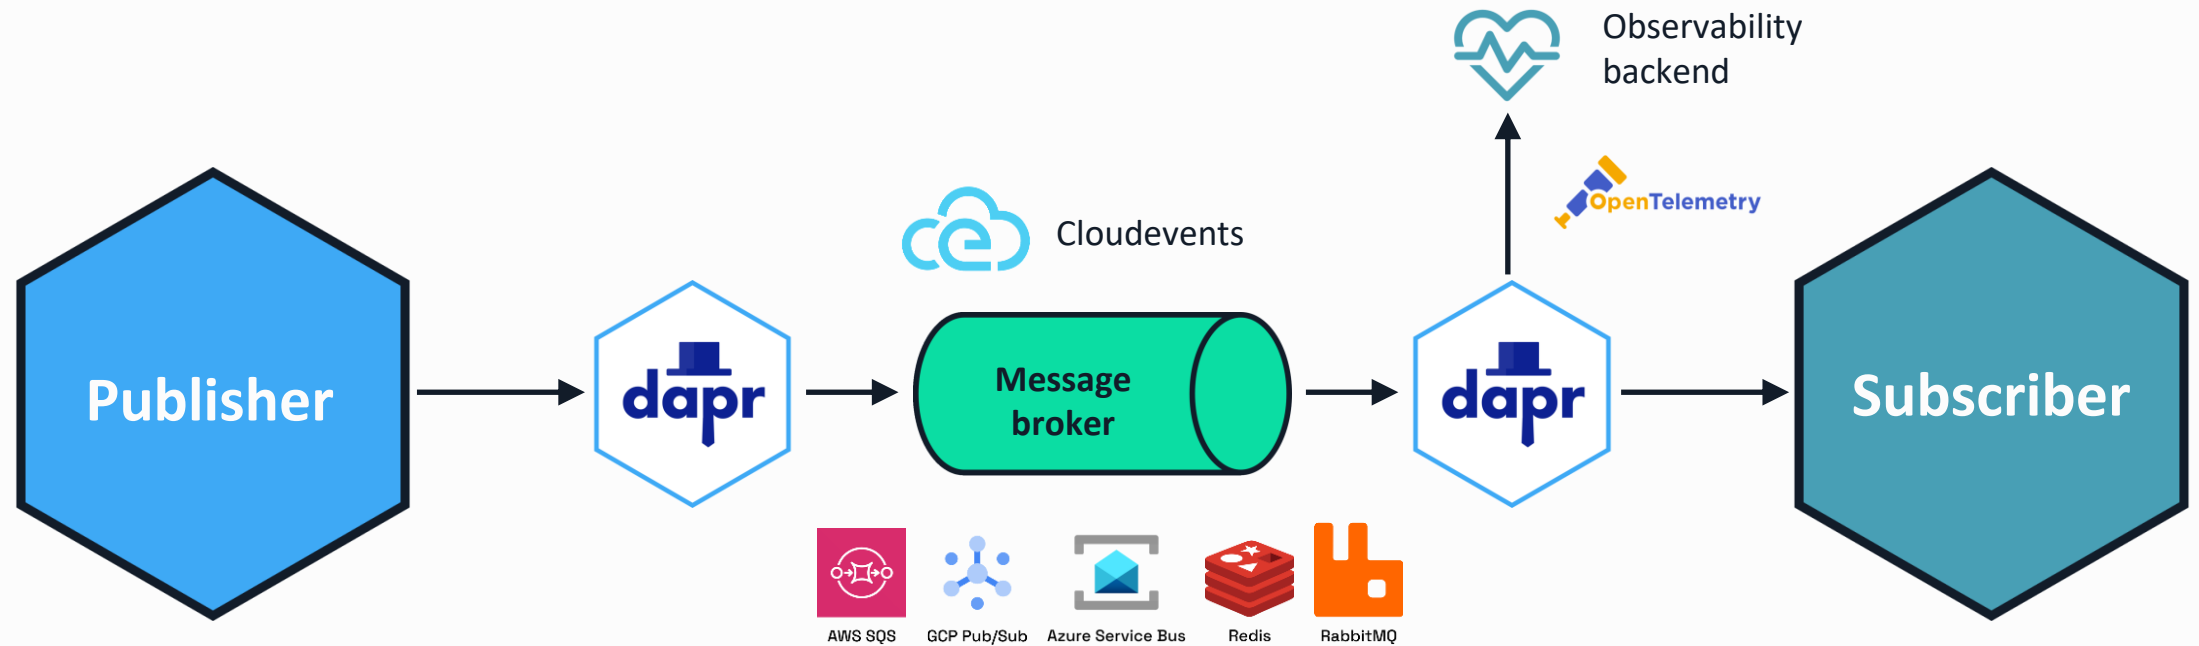 Observability
backend
OpenTelemetry
Cloudevents
Publisher
dapr
Message
broker
dapr
Subscriber
AWS SQS
GCP Pub/Sub
Azure Service Bus
Redis
RabbitMQ